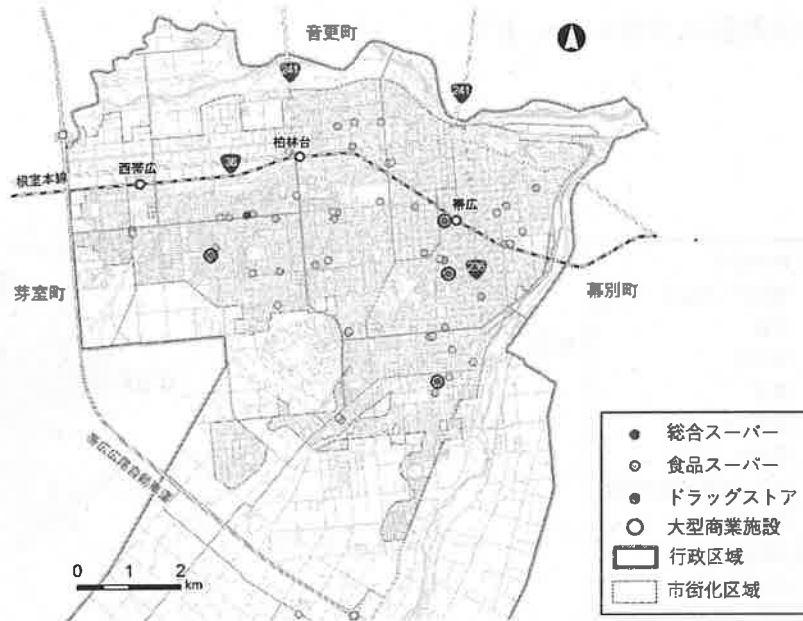 音更町
241
241
柏林台
38
西帯広
根室本線
帯広
236
芽室町
幕別町
帯広広尾自動車道
0 1 2
km
総合スーパー
食品スーパー
ドラッグストア
大型商業施設
行政区域
市街化区域